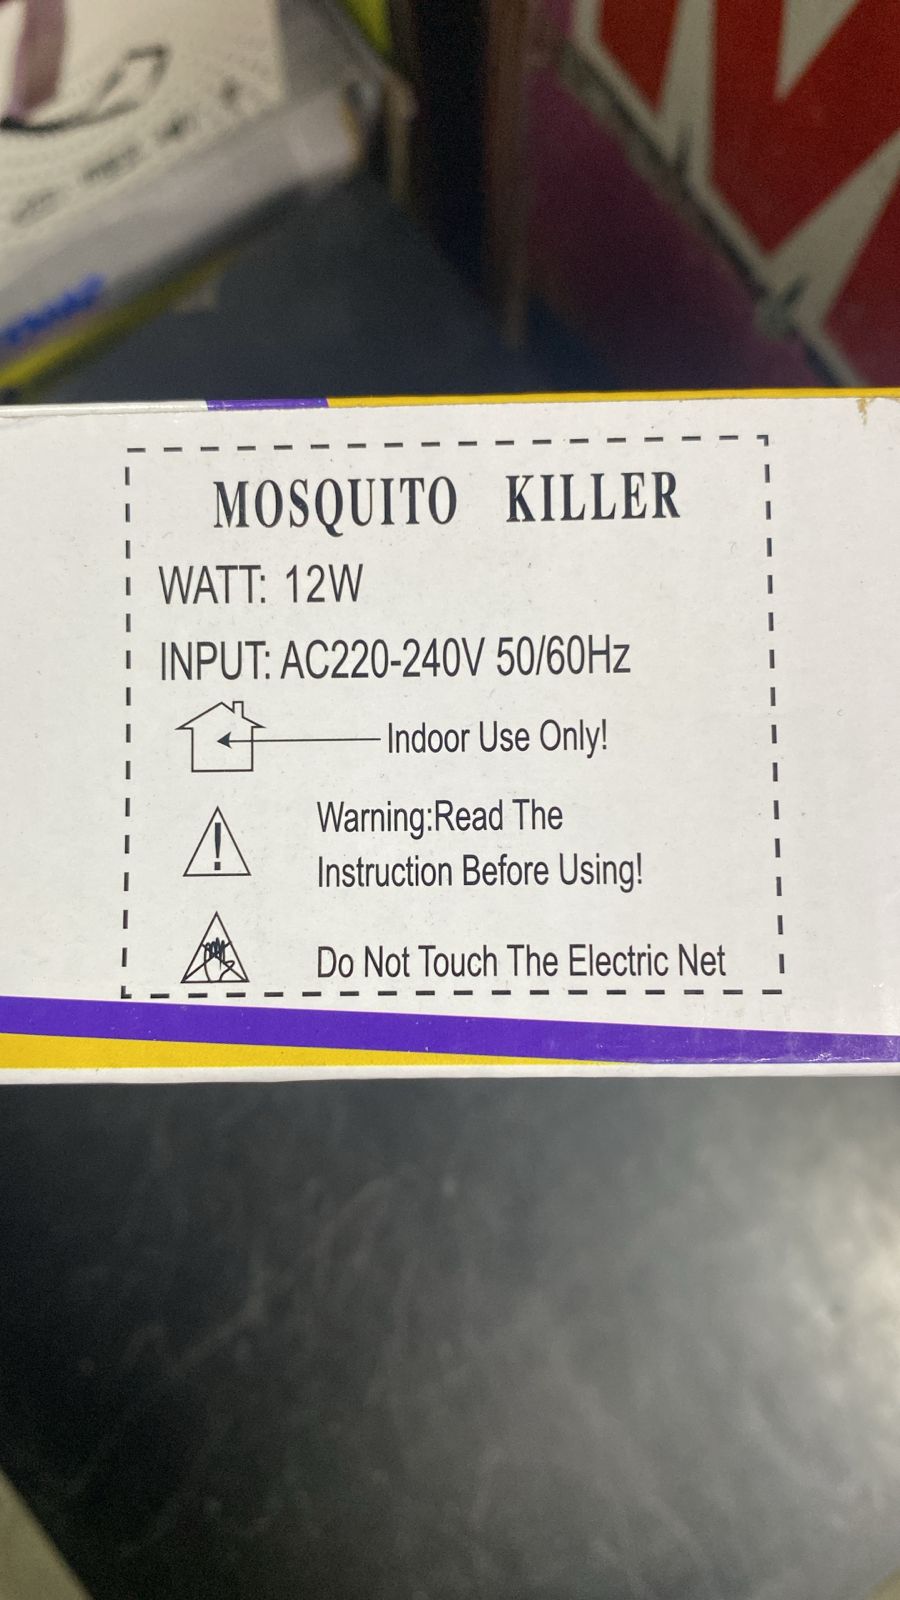 MOSQUITO KILLER
WATT: 12W
INPUT: AC220-240V 50/60Hz
Indoor Use Only!
Warning:Read The
Instruction Before Using!
Do Not Touch The Electric Net